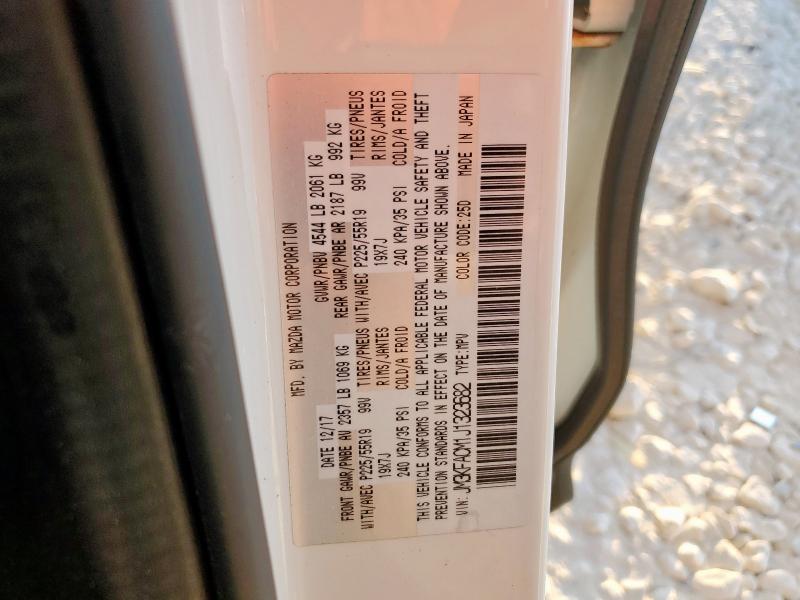 MFD. BY MAZDA MOTOR CORPORATION
DATE 12/17 GVWR/PNBV 4544 LB 2061 KG
FRONT GAWR/PNBE AV 2357 LB 1069 KG REAR GAWR/PNBE AR 2187 LB 992 KG
WITH/AVEC P225/55R19 99V TIRES/PNEUS WITH/AVEC P225/55R19 99V TIRES/PNEUS
19X7J RIMS/JANTES 19X7J RIMS/JANTES
240 KPA/35 PSI COLD/A FROID 240 KPA/35 PSI COLD/A FROID
THIS VEHICLE CONFORMS TO ALL APPLICABLE FEDERAL MOTOR VEHICLE SAFETY AND THEFT
PREVENTION STANDARDS IN EFFECT ON THE DATE OF MANUFACTURE SHOWN ABOVE.
VIN: JM3KFACM1J1323582 TYPE:MPV COLOR CODE:25D MADE IN JAPAN